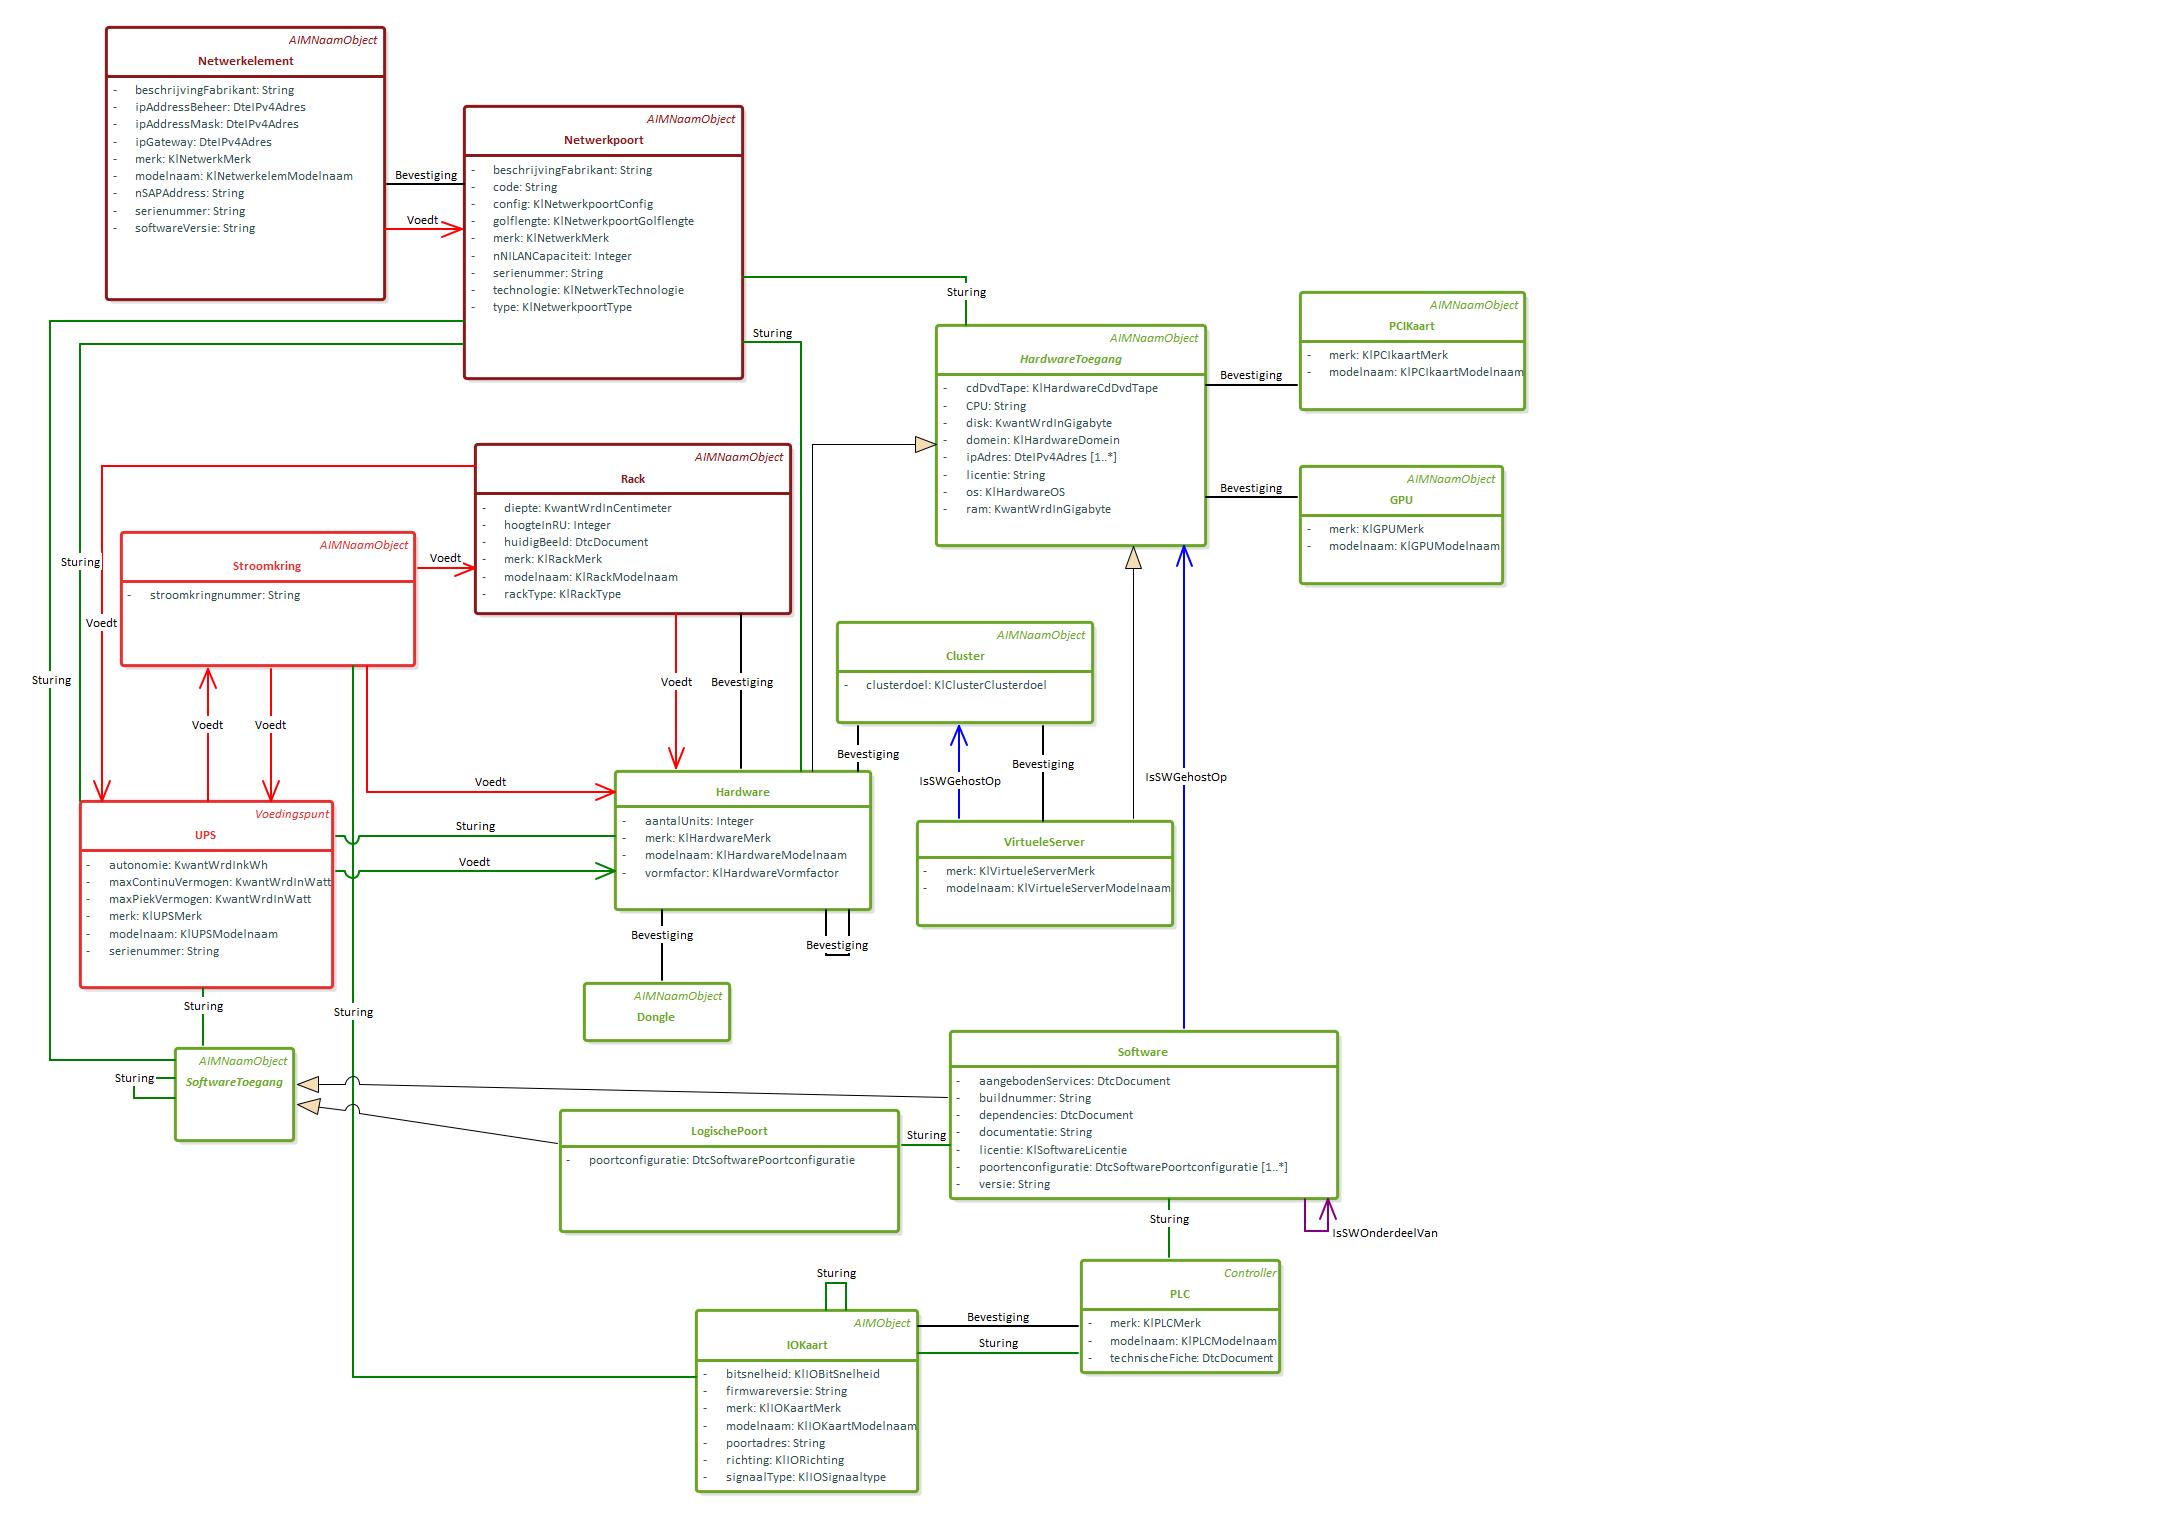 AIMNaamObject
Netwerkelement
- beschrijvingFabrikant: String
- ipAddressBeheer: DteIPv4Adres
- ipAddressMask: DteIPv4Adres
- ipGateway: DteIPv4Adres
- merk: KlNetwerkMerk
- modelnaam: KlNetwerkelemModelnaam
- nSAPAddress: String
- serienummer: String
- softwareVersie: String
Bevestiging
Voedt
AIMNaamObject
Netwerkpoort
- beschrijvingFabrikant: String
- code: String
- config: KlNetwerkpoortConfig
- golflengte: KlNetwerkpoortGolflengte
- merk: KlNetwerkMerk
- nNILANCapaciteit: Integer
- serienummer: String
- technologie: KlNetwerkTechnologie
- type: KlNetwerkpoortType
Sturing
Sturing
AIMNaamObject
HardwareToegang
- cdDvdTape: KlHardwareCdDvdTape
- CPU: String
- disk: KwantWrdInGigabyte
- domein: KlHardwareDomein
- ipAdres: DteIPv4Adres [1..*]
- licentie: String
- os: KlHardwareOS
- ram: KwantWrdInGigabyte
Bevestiging
AIMNaamObject
PCIKaart
- merk: KlPCIkaartMerk
- modelnaam: KlPCIkaartModelnaam
Bevestiging
AIMNaamObject
GPU
- merk: KlGPUMerk
- modelnaam: KlGPUModelnaam
AIMNaamObject
Rack
- diepte: KwantWrdInCentimeter
- hoogteInRU: Integer
- huidigBeeld: DtcDocument
- merk: KlRackMerk
- modelnaam: KlRackModelnaam
- rackType: KlRackType
Sturing
Voedt
Sturing
AIMNaamObject
Stroomkring
- stroomkringnummer: String
Voedt
Voedt
Voedt
Voedt
Bevestiging
AIMNaamObject
Cluster
- clusterdoel: KlClusterClusterdoel
Bevestiging
IsSWGehostOp
Bevestiging
IsSWGehostOp
Voedt
Hardware
- aantalUnits: Integer
- merk: KlHardwareMerk
- modelnaam: KlHardwareModelnaam
- vormfactor: KlHardwareVormfactor
Voedingspunt
UPS
- autonomie: KwantWrdInkWh
- maxContinuVermogen: KwantWrdInWatt
- maxPiekVermogen: KwantWrdInWatt
- merk: KlUPSMerk
- modelnaam: KlUPSModelnaam
- serienummer: String
Sturing
Voedt
VirtueleServer
- merk: KlVirtueleServerMerk
- modelnaam: KlVirtueleServerModelnaam
Bevestiging
Bevestiging
AIMNaamObject
Dongle
Sturing
Sturing
AIMNaamObject
SoftwareToegang
Sturing
Software
- aangebodenServices: DtcDocument
- buildnummer: String
- dependencies: DtcDocument
- documentatie: String
- licentie: KlSoftwareLicentie
- poortenconfiguratie: DtcSoftwarePoortconfiguratie [1..*]
- versie: String
LogischePoort
- poortconfiguratie: DtcSoftwarePoortconfiguratie
Sturing
Sturing
IsSWOnderdeelVan
Controller
PLC
- merk: KlPLCMerk
- modelnaam: KlPLCModelnaam
- technischeFiche: DtcDocument
Sturing
Bevestiging
Sturing
AIMObject
IOKaart
- bitsnelheid: KlIOBitSnelheid
- firmwareversie: String
- merk: KlIOKaartMerk
- modelnaam: KlIOKaartModelnaam
- poortadres: String
- richting: KlIORichting
- signaalType: KlIOSignaaltype